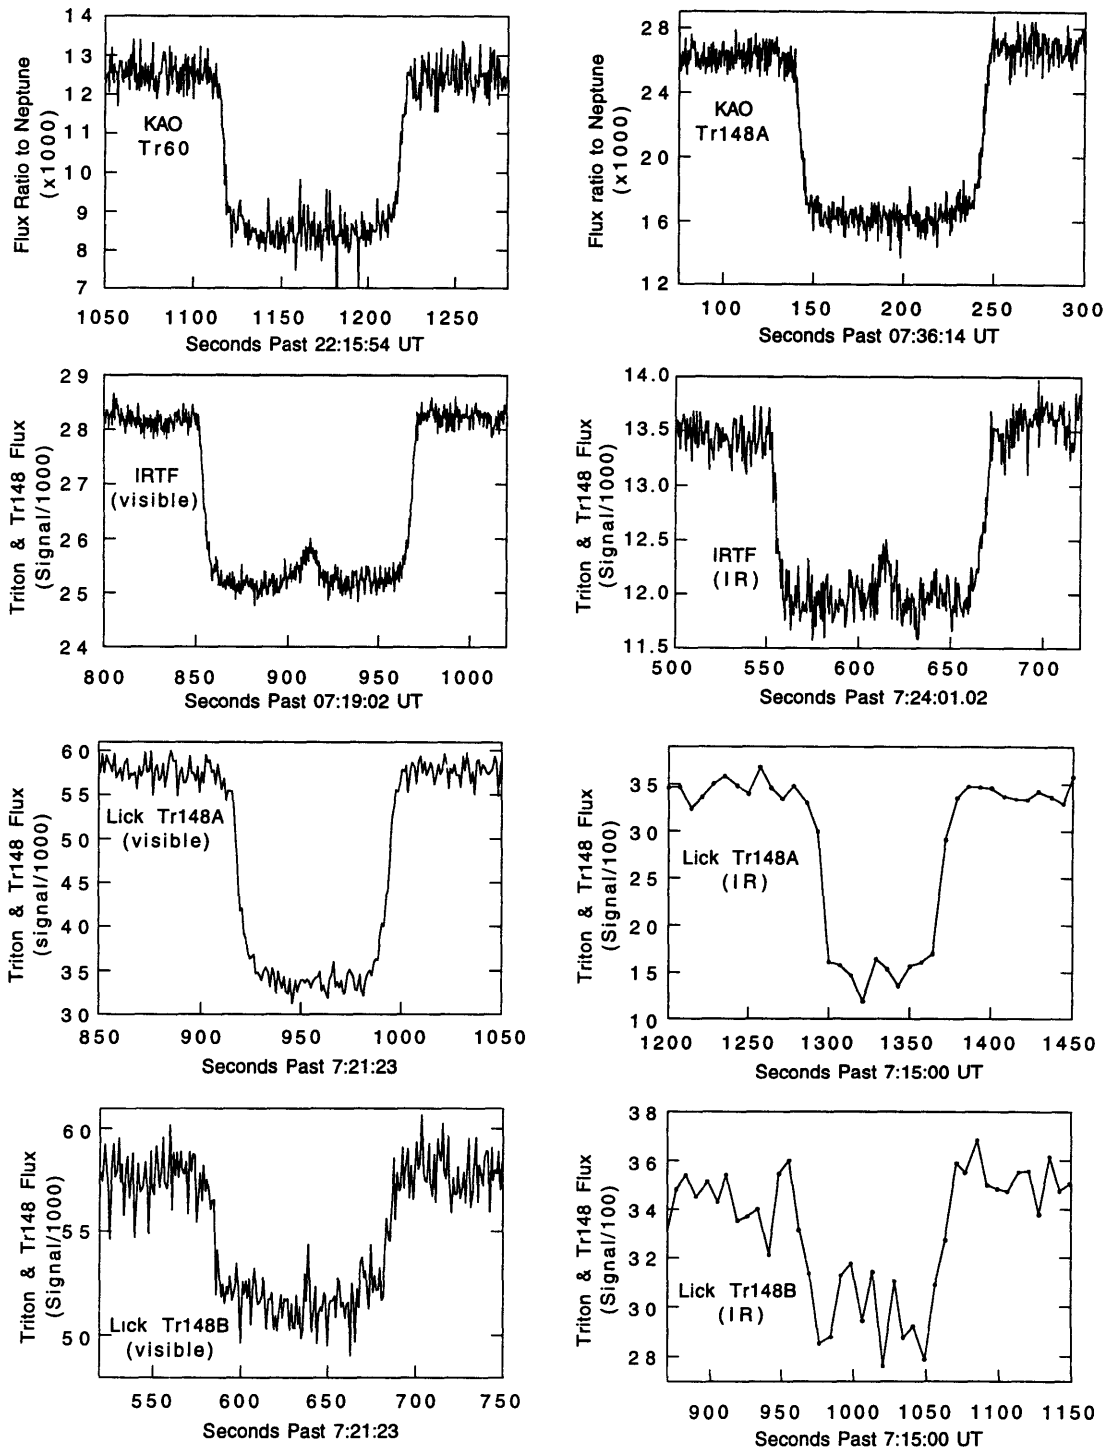 14
13
12
11
10
9
8
7
Flux Ratio to Neptune
(x1000)
KAO
Tr60
1050 1100 1150 1200 1250
Seconds Past 22:15:54 UT
28
24
20
16
12
Flux ratio to Neptune
(x1000)
KAO
Tr148A
100 150 200 250 300
Seconds Past 07:36:14 UT
29
28
27
26
25
24
Triton & Tr148 Flux
(Signal/1000)
IRTF
(visible)
800 850 900 950 1000
Seconds Past 07:19:02 UT
14.0
13.5
13.0
12.5
12.0
11.5
Triton & Tr148 Flux
(Signal/1000)
IRTF
(IR)
500 550 600 650 700
Seconds Past 7:24:01.02
60
55
50
45
40
35
30
Triton & Tr148 Flux
(signal/1000)
Lick Tr148A
(visible)
850 900 950 1000 1050
Seconds Past 7:21:23
35
30
25
20
15
10
Triton & Tr148 Flux
(Signal/100)
Lick Tr148A
(IR)
1200 1250 1300 1350 1400 1450
Seconds Past 7:15:00 UT
60
55
50
Triton & Tr148 Flux
(Signal/1000)
Lick Tr148B
(visible)
550 600 650 700 750
Seconds Past 7:21:23
38
36
34
32
30
28
Triton & Tr148 Flux
(Signal/100)
Lick Tr148B
(IR)
900 950 1000 1050 1100 1150
Seconds Past 7:15:00 UT